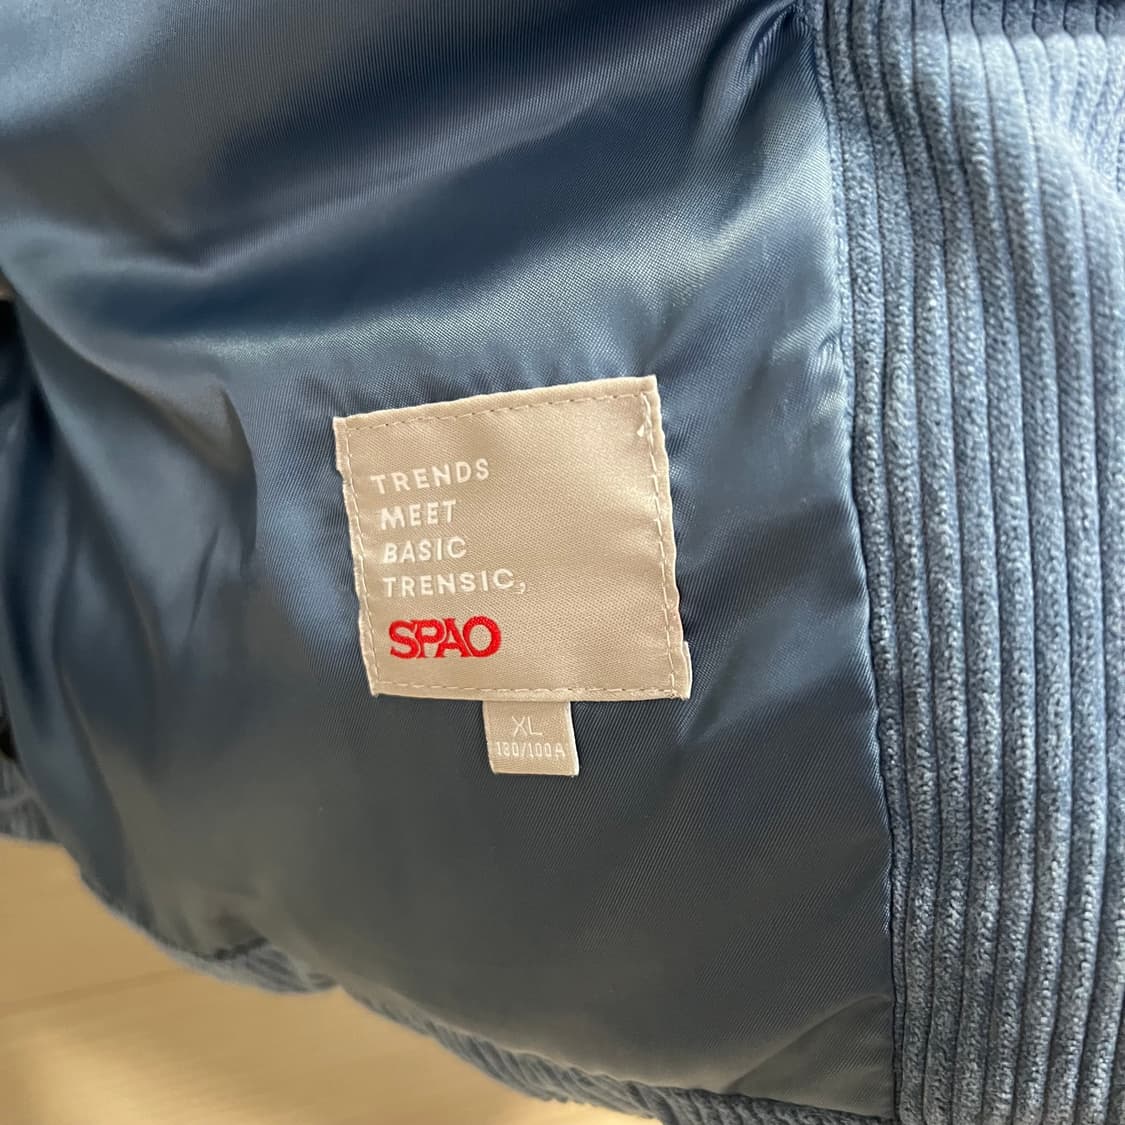 TRENDS
MEET
BASIC
TRENSIC,
SPAO
XL
180/100A